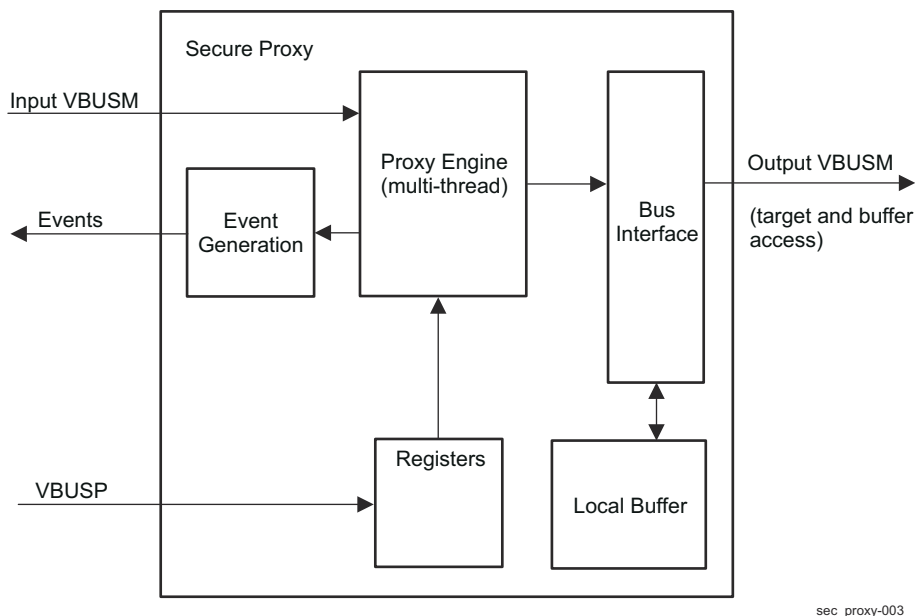 Secure Proxy
Input VBUSM
Proxy Engine
(multi-thread)
Output VBUSM
(target and buffer
access)
Bus
Interface
Event
Generation
Events
Registers
VBUSP
Local Buffer
sec_proxy-003